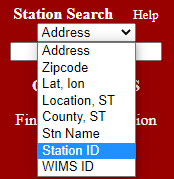 Station Search Help
Address
Address
Zipcode
Lat, lon
Location, ST
County, ST
Stn Name
Station ID
WIMS ID